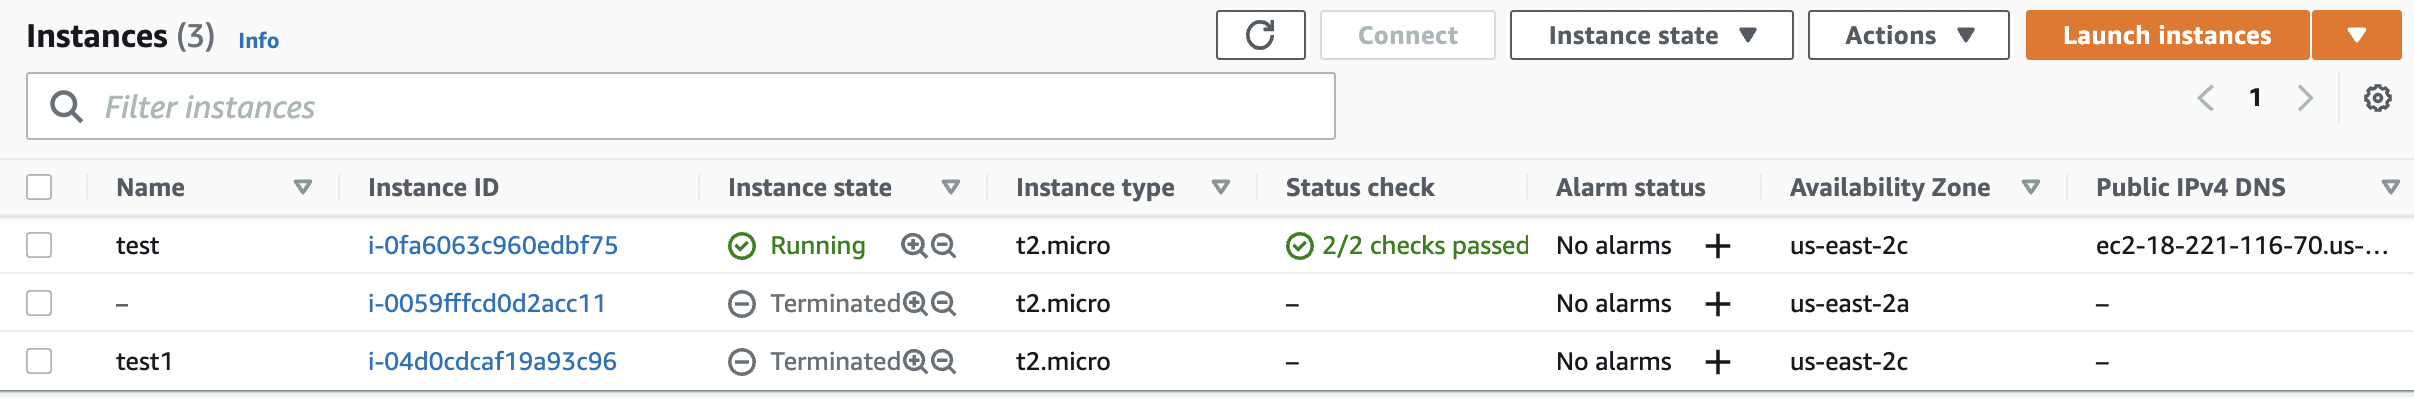 Instances (3) Info Connect Instance state Actions Launch instances
Filter instances 1
Name Instance ID Instance state Instance type Status check Alarm status Availability Zone Public IPv4 DNS
test i-0fa6063c960edbf75 Running t2.micro 2/2 checks passed No alarms + us-east-2c ec2-18-221-116-70.us-...
– i-0059fffcd0d2acc11 Terminated t2.micro – No alarms + us-east-2a –
test1 i-04d0cdcaf19a93c96 Terminated t2.micro – No alarms + us-east-2c –